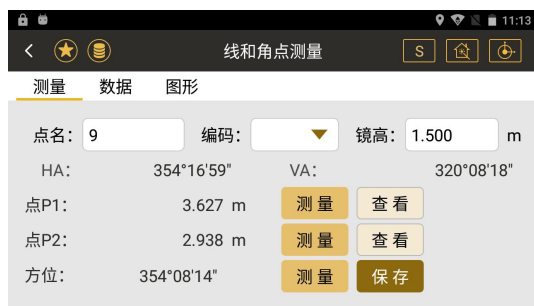 11:13
线和角点测量 S
测量 数据 图形
点名: 9 编码: 镜高: 1.500 m
HA: 354°16'59" VA: 320°08'18"
点P1: 3.627 m 测量 查看
点P2: 2.938 m 测量 查看
方位: 354°08'14" 测量 保存